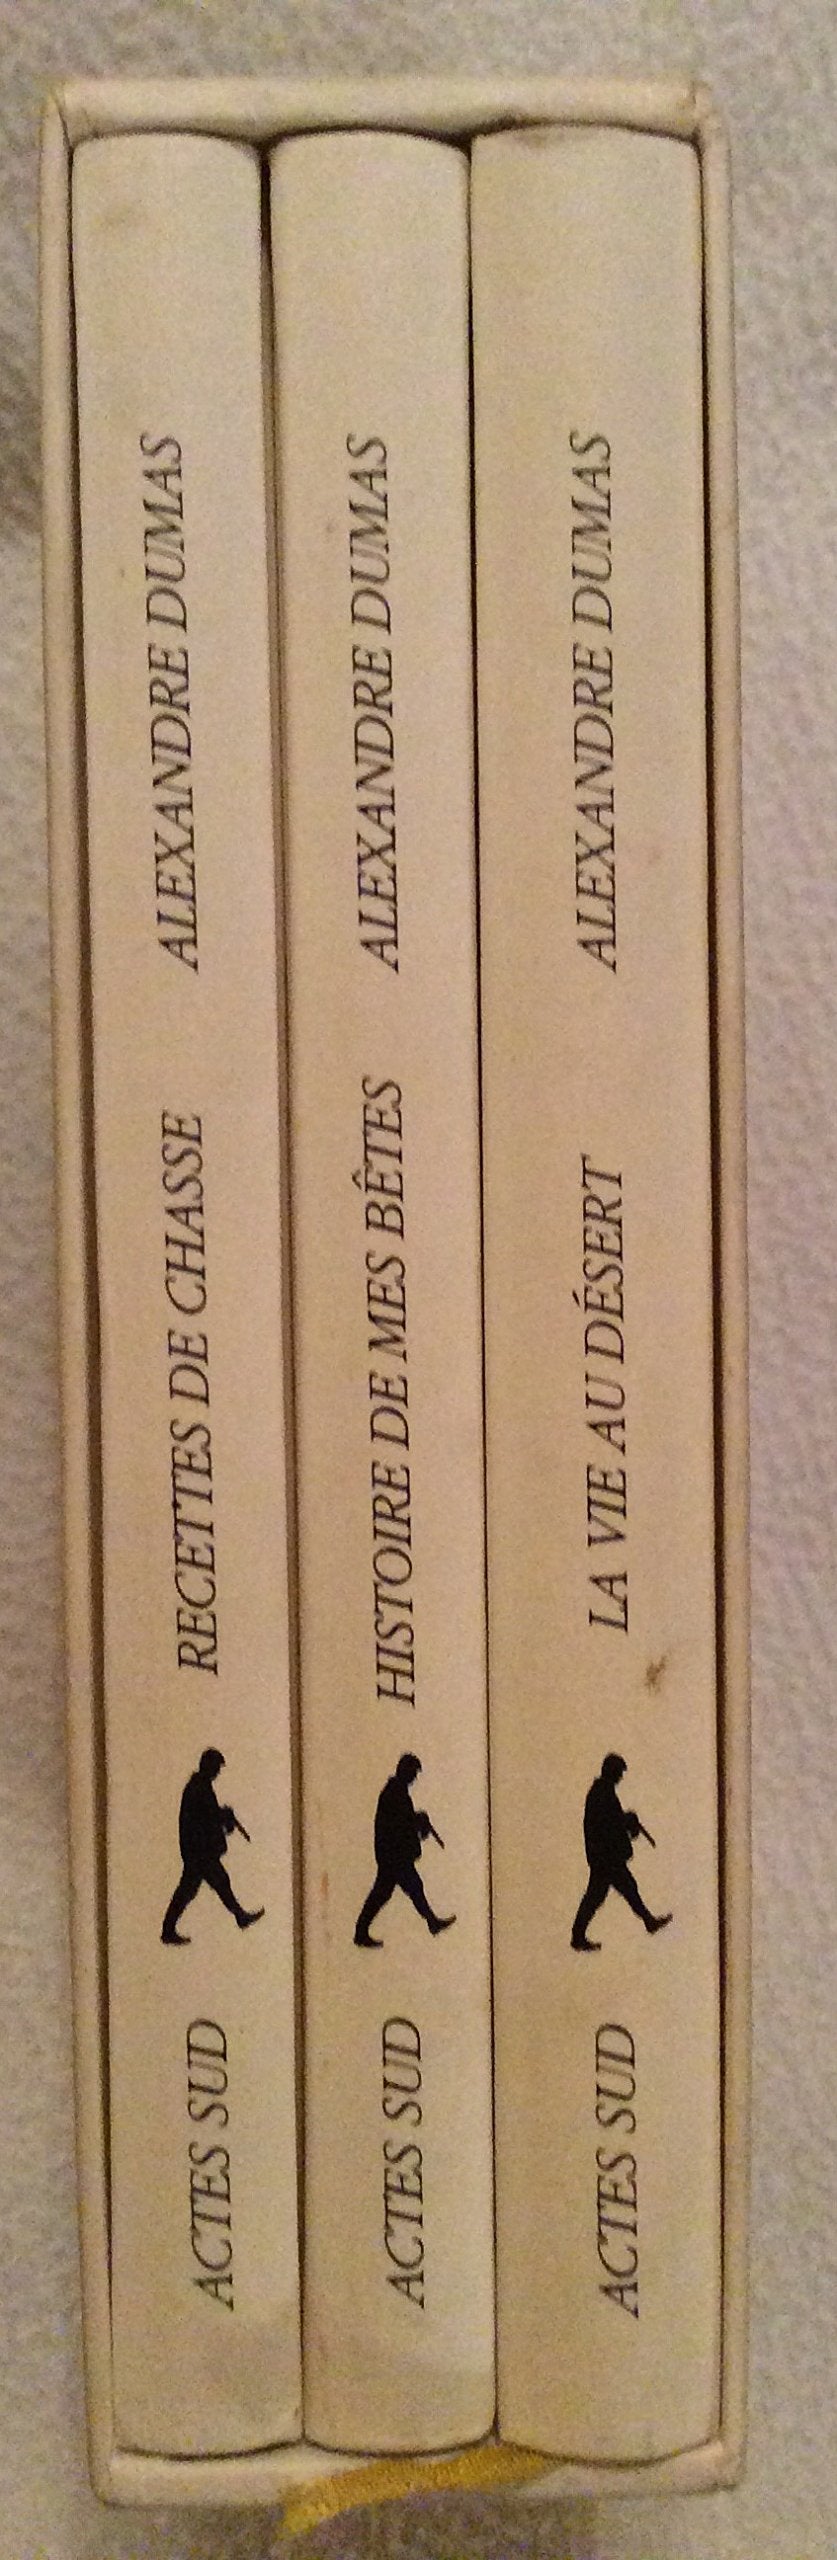 ACTES SUD RECETTES DE CHASSE ALEXANDRE DUMAS
ACTES SUD HISTOIRE DE MES BÊTES ALEXANDRE DUMAS
ACTES SUD LA VIE AU DÉSERT ALEXANDRE DUMAS